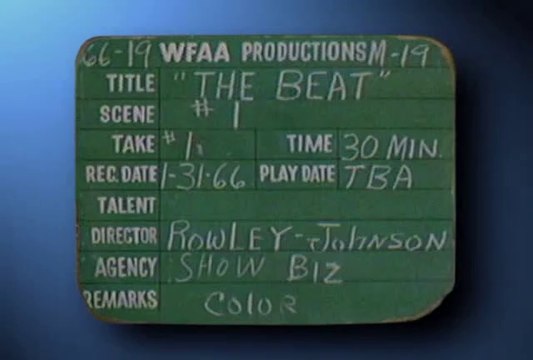 66-19 WFAA PRODUCTIONS M-19
TITLE "THE BEAT"
SCENE # 1
TAKE # 1 TIME 30 MIN.
REC. DATE 1-31-66 PLAY DATE TBA
TALENT
DIRECTOR ROWLEY-JOHNSON
AGENCY SHOW BIZ
REMARKS COLOR